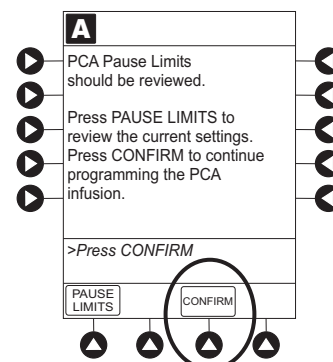 A
PCA Pause Limits
should be reviewed.
Press PAUSE LIMITS to
review the current settings.
Press CONFIRM to continue
programming the PCA
infusion.
>Press CONFIRM
PAUSE
LIMITS
CONFIRM